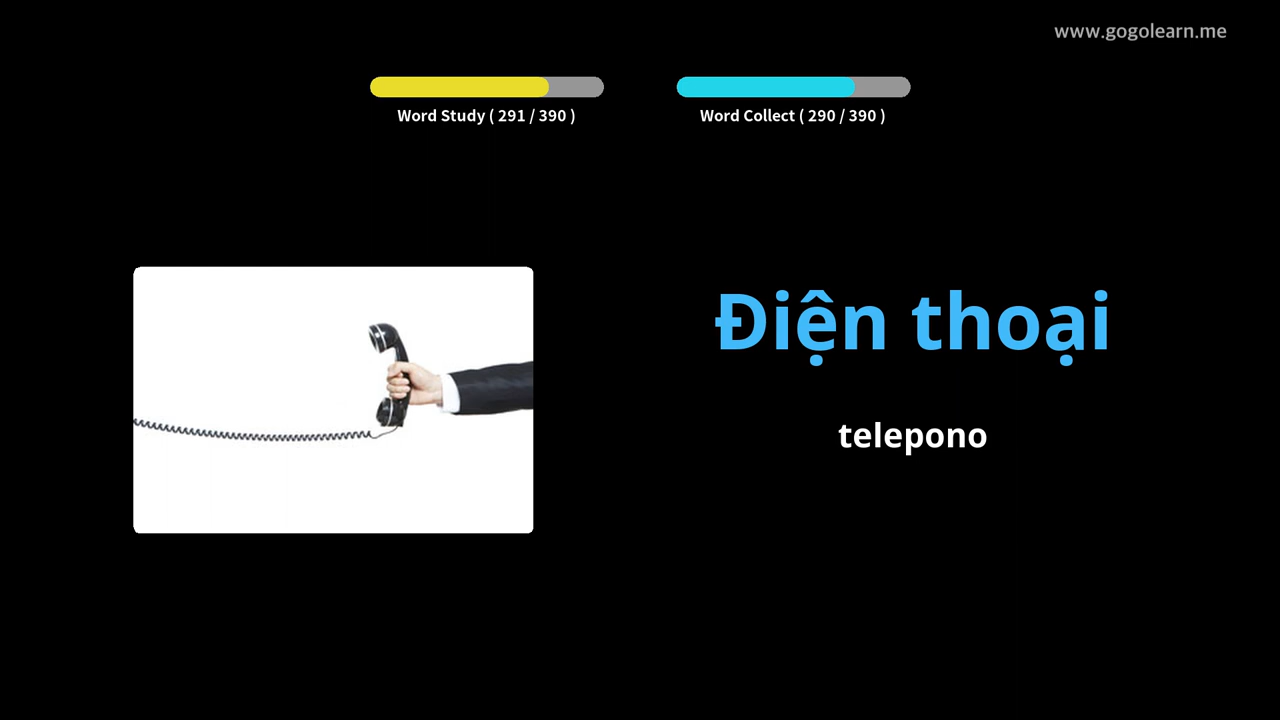 www.gogolearn.me
Word Study ( 291 / 390 )
Word Collect ( 290 / 390 )
Điện thoại
telepono